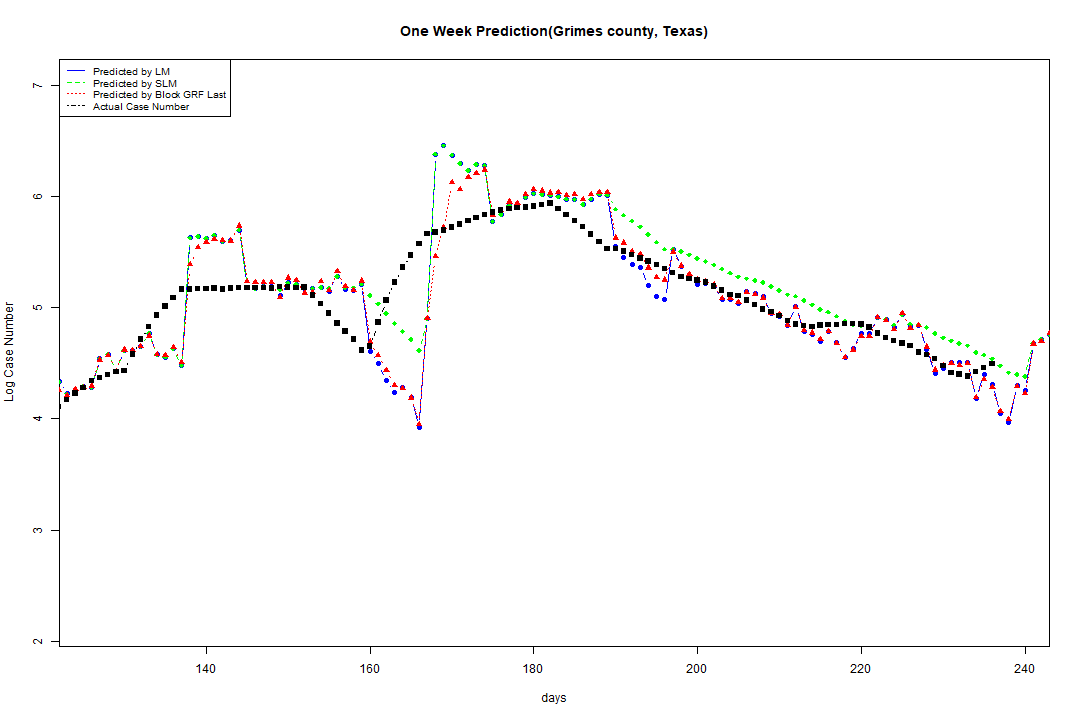 One Week Prediction(Grimes county, Texas)
Predicted by LM
Predicted by SLM
Predicted by Block GRF Last
Actual Case Number
Log Case Number
7
6
5
4
3
2
140 160 180 200 220 240
days